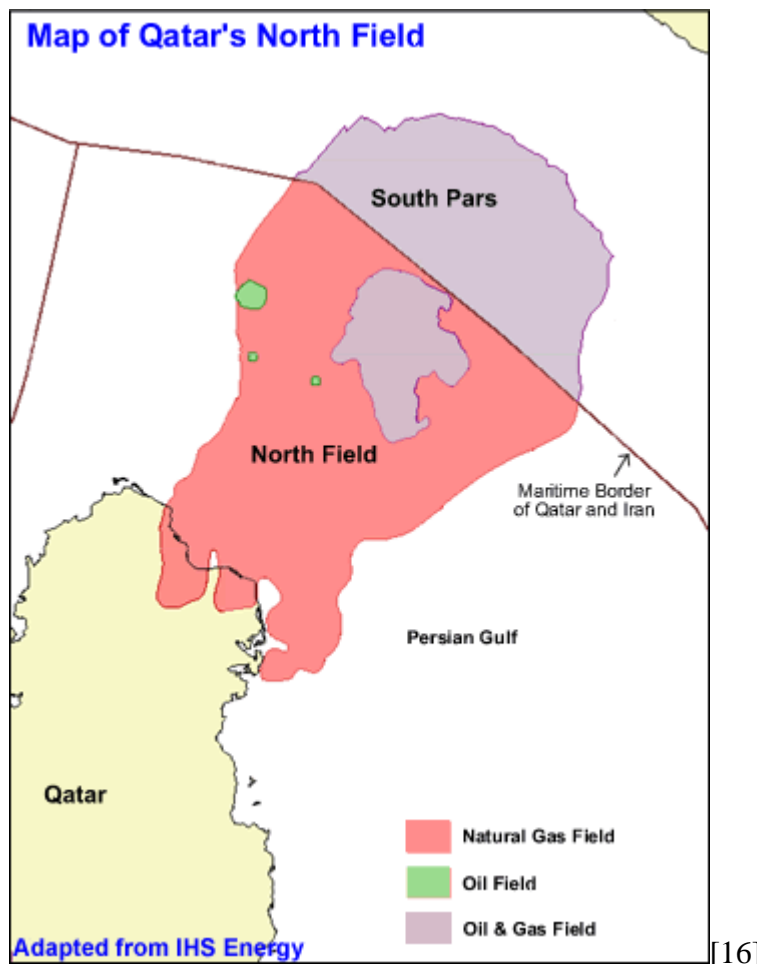 Map of Qatar's North Field
South Pars
North Field
Maritime Border
of Qatar and Iran
Persian Gulf
Qatar
Natural Gas Field
Oil Field
Oil & Gas Field
Adapted from IHS Energy
[16]